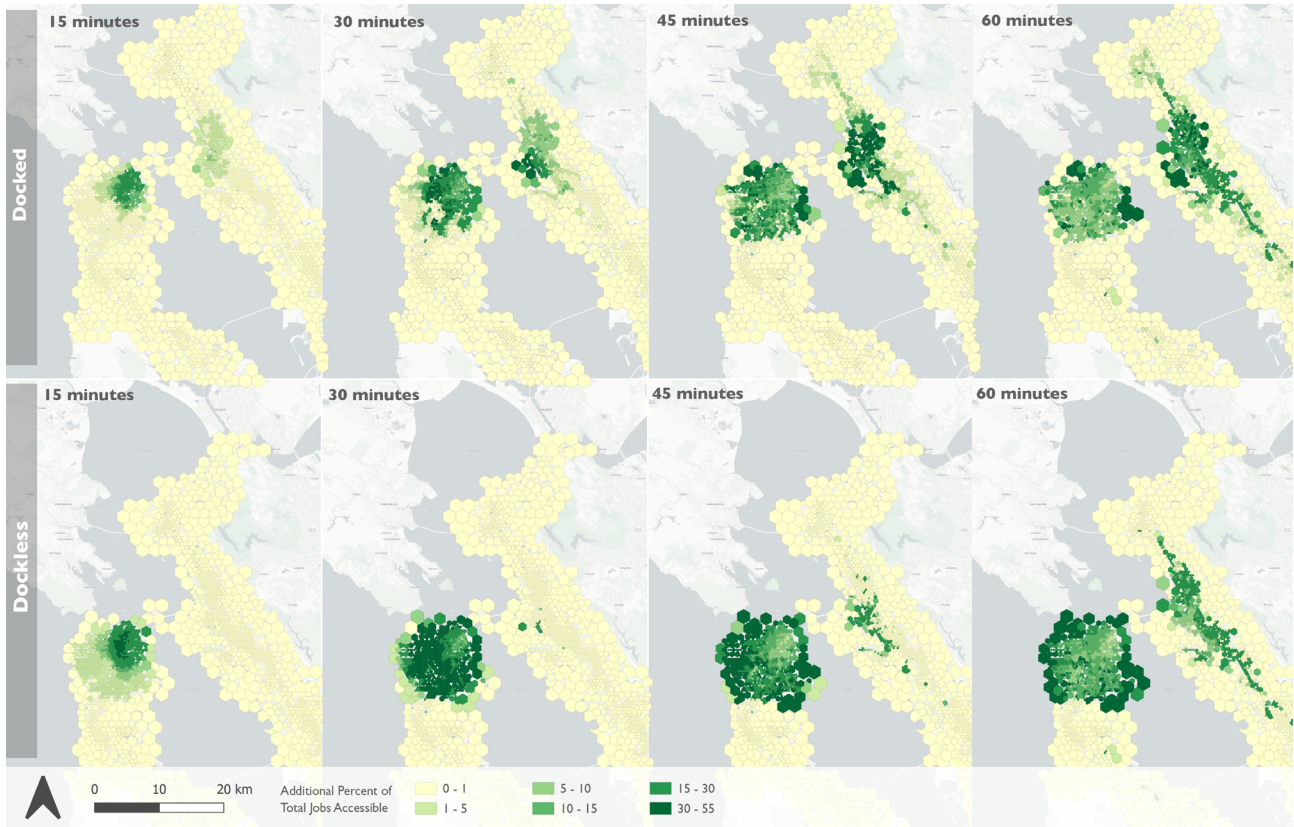 15 minutes
30 minutes
45 minutes
60 minutes
Docked
15 minutes
30 minutes
45 minutes
60 minutes
Dockless
0 10 20 km
Additional Percent of
Total Jobs Accessible
0 - 1
1 - 5
5 - 10
10 - 15
15 - 30
30 - 55